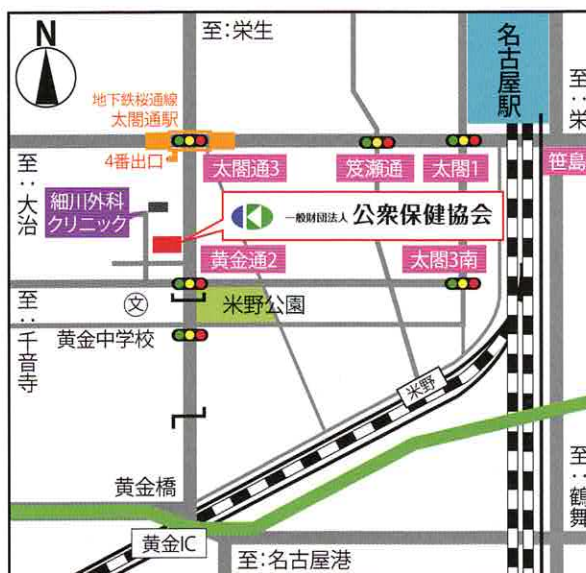 N
至:栄生
名古屋駅
至:栄
地下鉄桜通線
太閤通駅
4番出口
太閤通3
笈瀬通
太閤1
笹島
至:大治
細川外科
クリニック
一般財団法人 公衆保健協会
黄金通2
太閤3南
文
米野公園
至:千音寺
黄金中学校
米野
黄金橋
至:鶴舞
黄金IC
至:名古屋港